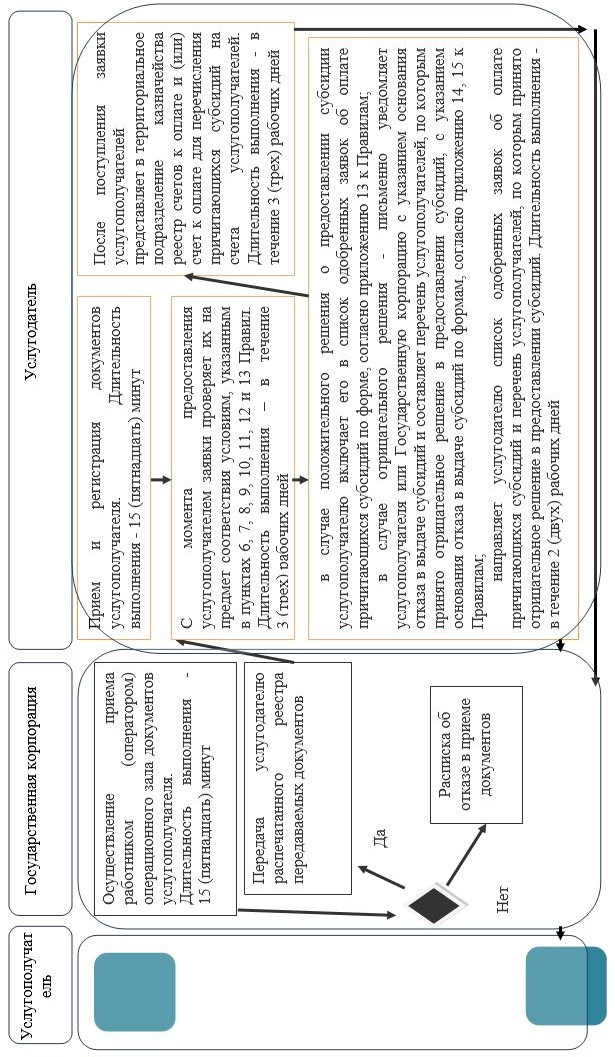 Услугополучат
ель
Государственная корпорация
Услугодатель
Осуществление приема
работником (оператором)
операционного зала документов
услугополучателя.
Длительность выполнения -
15 (пятнадцать) минут
Передача услугодателю
распечатанного реестра
передаваемых документов
Да
Нет
Расписка об
отказе в приеме
документов
Прием и регистрация документов
услугополучателя. Длительность
выполнения - 15 (пятнадцать) минут
С момента предоставления
услугополучателем заявки проверяет их на
предмет соответствия условиям, указанным
в пунктах 6, 7, 8, 9, 10, 11, 12 и 13 Правил.
Длительность выполнения – в течение
3 (трех) рабочих дней
После поступления заявки
услугополучателей
представляет в территориальное
подразделение казначейства
реестр счетов к оплате и (или)
счет к оплате для перечисления
причитающихся субсидий на
счета услугополучателей.
Длительность выполнения - в
течение 3 (трех) рабочих дней
в случае положительного решения о предоставлении субсидии
услугополучателю включает его в список одобренных заявок об оплате
причитающихся субсидий по форме, согласно приложению 13 к Правилам;
в случае отрицательного решения - письменно уведомляет
услугополучателя или Государственную корпорацию с указанием основания
отказа в выдаче субсидий и составляет перечень услугополучателей, по которым
принято отрицательное решение в предоставлении субсидий, с указанием
основания отказа в выдаче субсидий по формам, согласно приложению 14, 15 к
Правилам;
направляет услугодателю список одобренных заявок об оплате
причитающихся субсидий и перечень услугополучателей, по которым принято
отрицательное решение в предоставлении субсидий. Длительность выполнения -
в течение 2 (двух) рабочих дней